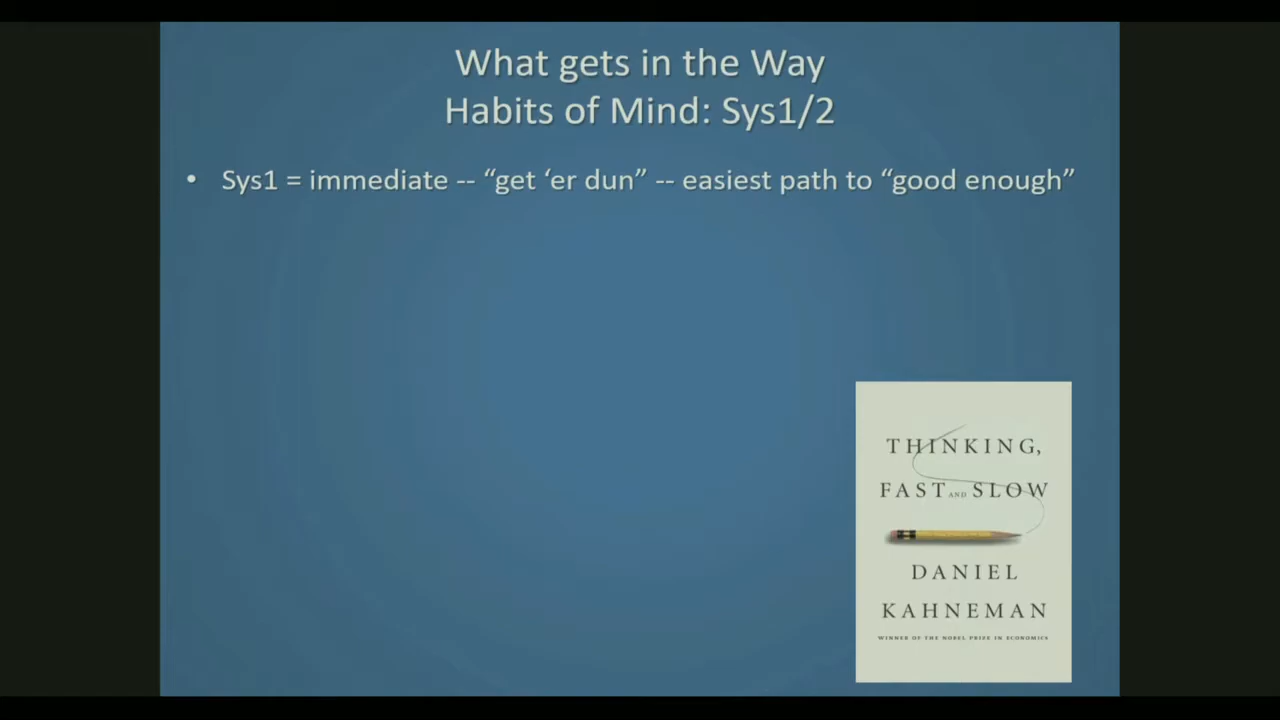 What gets in the Way
Habits of Mind: Sys1/2
• Sys1 = immediate -- “get ‘er dun” -- easiest path to “good enough”
THINKING,
FAST AND SLOW
DANIEL
KAHNEMAN
WINNER OF THE NOBEL PRIZE IN ECONOMICS